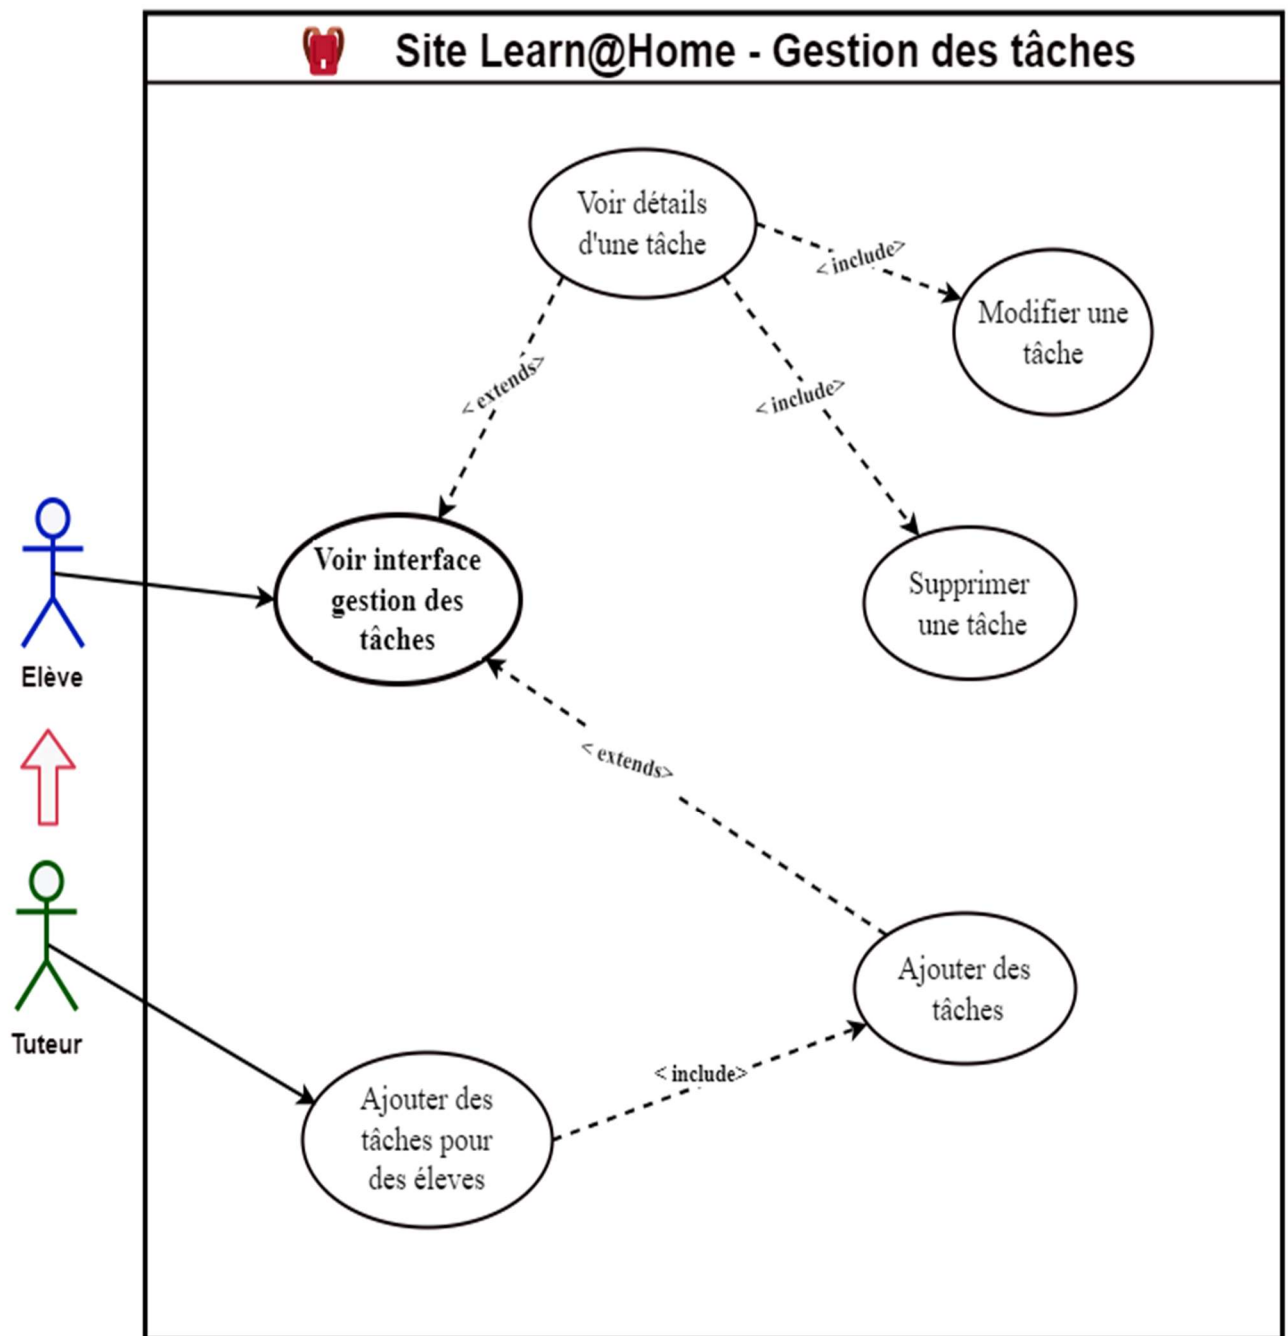 Site Learn@Home - Gestion des tâches
Voir détails
d'une tâche
< include>
Modifier une
tâche
< extends>
< include>
Voir interface
gestion des
tâches
Supprimer
une tâche
Elève
< extends>
Ajouter des
tâches
Tuteur
< include>
Ajouter des
tâches pour
des éleves